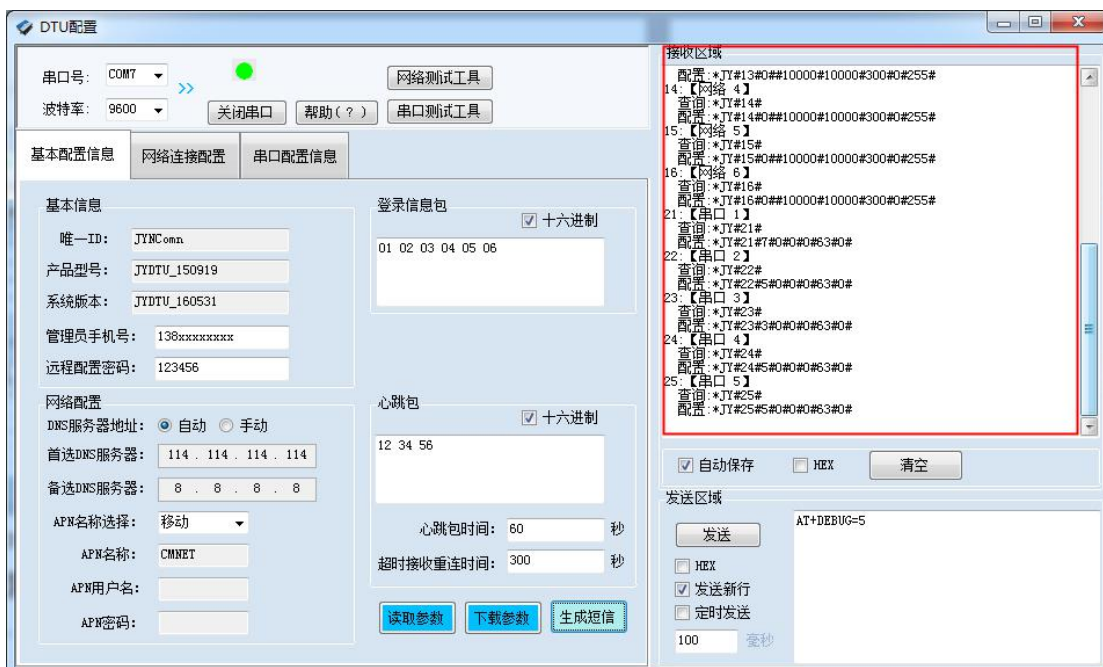 DTU配置
串口号: COM7 >>
波特率: 9600 关闭串口 帮助(?)
网络测试工具
串口测试工具
基本配置信息 网络连接配置 串口配置信息
基本信息
唯一ID: JYNComn
产品型号: JYDTU_150919
系统版本: JYDTU_160531
管理员手机号: 138xxxxxxxx
远程配置密码: 123456
网络配置
DNS服务器地址: 自动 手动
首选DNS服务器: 114 . 114 . 114 . 114
备选DNS服务器: 8 . 8 . 8 . 8
APN名称选择: 移动
APN名称: CMNET
APN用户名:
APN密码:
登录信息包
十六进制
01 02 03 04 05 06
心跳包
十六进制
12 34 56
心跳包时间: 60 秒
超时接收重连时间: 300 秒
读取参数 下载参数 生成短信
接收区域
配置:*JY#13#0##10000#10000#300#0#255#
14:【网络 4】
查询:*JY#14#
配置:*JY#14#0##10000#10000#300#0#255#
15:【网络 5】
查询:*JY#15#
配置:*JY#15#0##10000#10000#300#0#255#
16:【网络 6】
查询:*JY#16#
配置:*JY#16#0##10000#10000#300#0#255#
21:【串口 1】
查询:*JY#21#
配置:*JY#21#7#0#0#0#63#0#
22:【串口 2】
查询:*JY#22#
配置:*JY#22#5#0#0#0#63#0#
23:【串口 3】
查询:*JY#23#
配置:*JY#23#3#0#0#0#63#0#
24:【串口 4】
查询:*JY#24#
配置:*JY#24#5#0#0#0#63#0#
25:【串口 5】
查询:*JY#25#
配置:*JY#25#5#0#0#0#63#0#
自动保存 HEX 清空
发送区域
发送
HEX
发送新行
定时发送
100 毫秒
AT+DEBUG=5